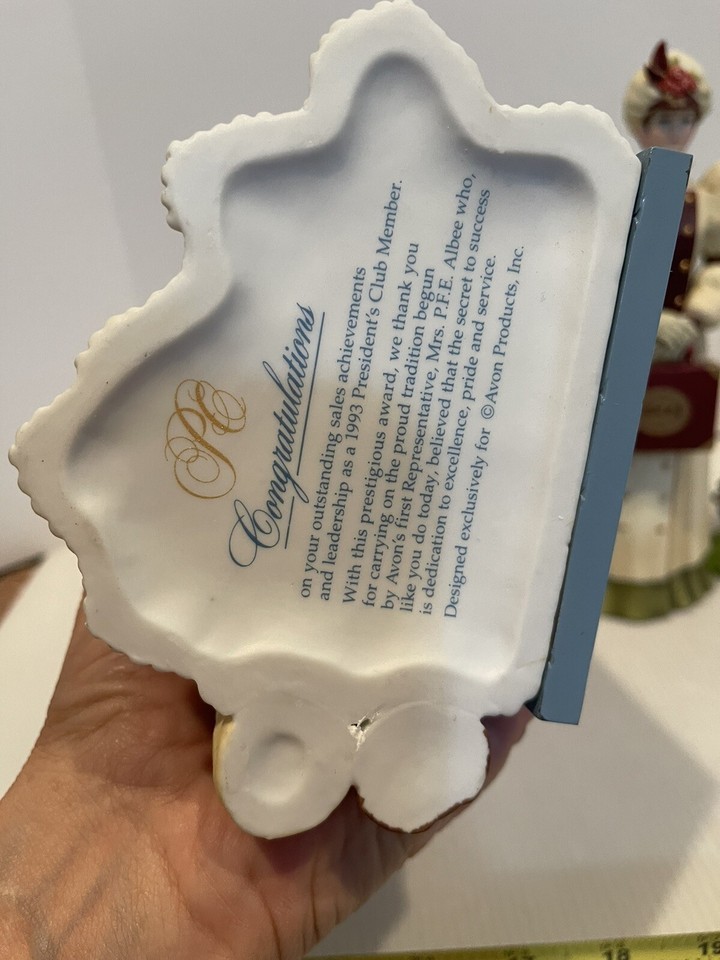 PC
Congratulations
on your outstanding sales achievements
and leadership as a 1993 President's Club Member.
With this prestigious award, we thank you
for carrying on the proud tradition begun
by Avon's first Representative, Mrs. P.F.E. Albee who,
like you do today, believed that the secret to success
is dedication to excellence, pride and service.
Designed exclusively for ©Avon Products, Inc.
18
19